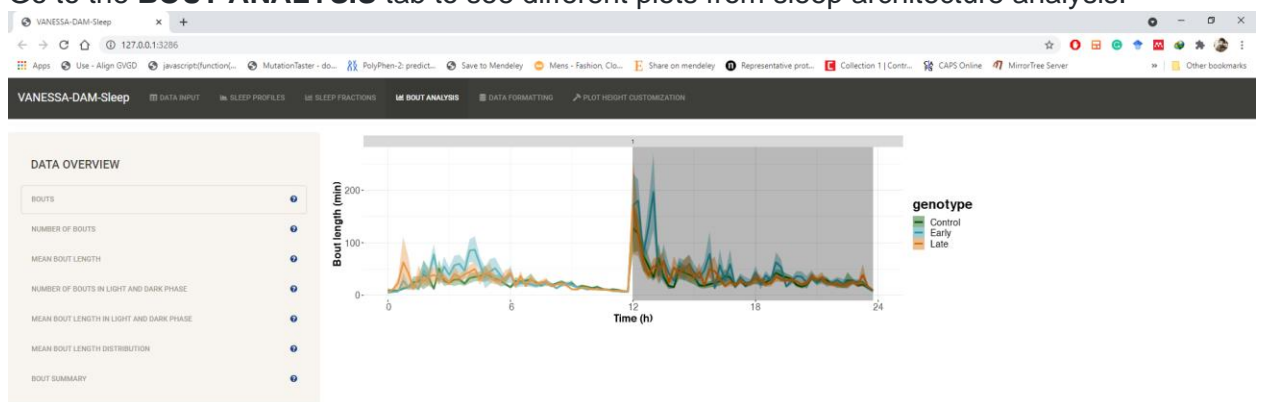 Go to the BOUT ANALYSIS tab to see different plots from sleep architecture analysis.
VANESSA-DAM-Sleep
127.0.0.1:3286
Apps Use - Align GVGD javascript:(function(... MutationTaster - do... PolyPhen-2: predict... Save to Mendeley Mens - Fashion, Clo... Share on mendeley Representative prot... Collection 1 | Contr... CAPS Online MirrorTree Server » Other bookmarks
VANESSA-DAM-Sleep DATA INPUT SLEEP PROFILES SLEEP FRACTIONS BOUT ANALYSIS DATA FORMATTING PLOT HEIGHT CUSTOMIZATION
DATA OVERVIEW
BOUTS
NUMBER OF BOUTS
MEAN BOUT LENGTH
NUMBER OF BOUTS IN LIGHT AND DARK PHASE
MEAN BOUT LENGTH IN LIGHT AND DARK PHASE
MEAN BOUT LENGTH DISTRIBUTION
BOUT SUMMARY
1
Bout length (min)
200
100
0
0 6 12 18 24
Time (h)
genotype
Control
Early
Late